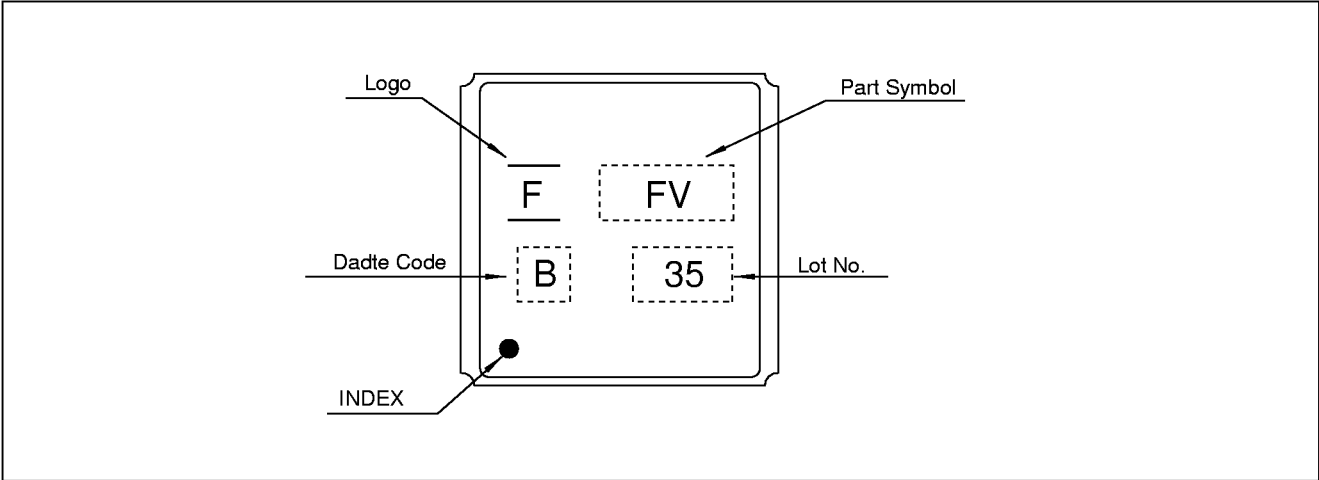 Logo
Part Symbol
F
FV
Dadte Code
B
35
Lot No.
INDEX